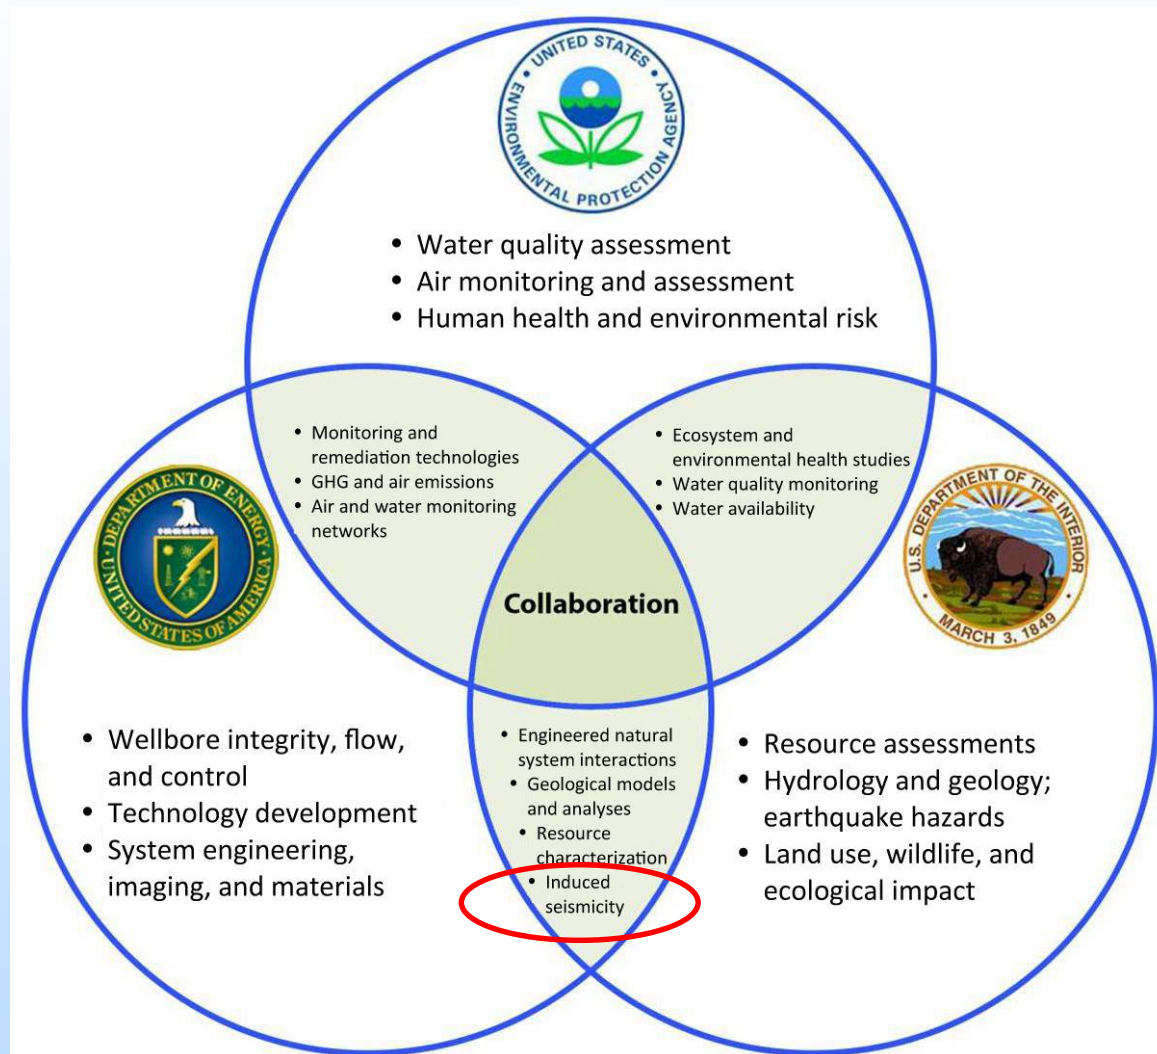 UNITED STATES
ENVIRONMENTAL PROTECTION AGENCY
• Water quality assessment
• Air monitoring and assessment
• Human health and environmental risk
• Monitoring and
remediation technologies
• GHG and air emissions
• Air and water monitoring
networks
• Ecosystem and
environmental health studies
• Water quality monitoring
• Water availability
DEPARTMENT OF ENERGY
UNITED STATES OF AMERICA
U.S. DEPARTMENT OF THE INTERIOR
MARCH 3, 1849
Collaboration
• Wellbore integrity, flow,
and control
• Technology development
• System engineering,
imaging, and materials
• Engineered natural
system interactions
• Geological models
and analyses
• Resource
characterization
• Induced
seismicity
• Resource assessments
• Hydrology and geology;
earthquake hazards
• Land use, wildlife, and
ecological impact